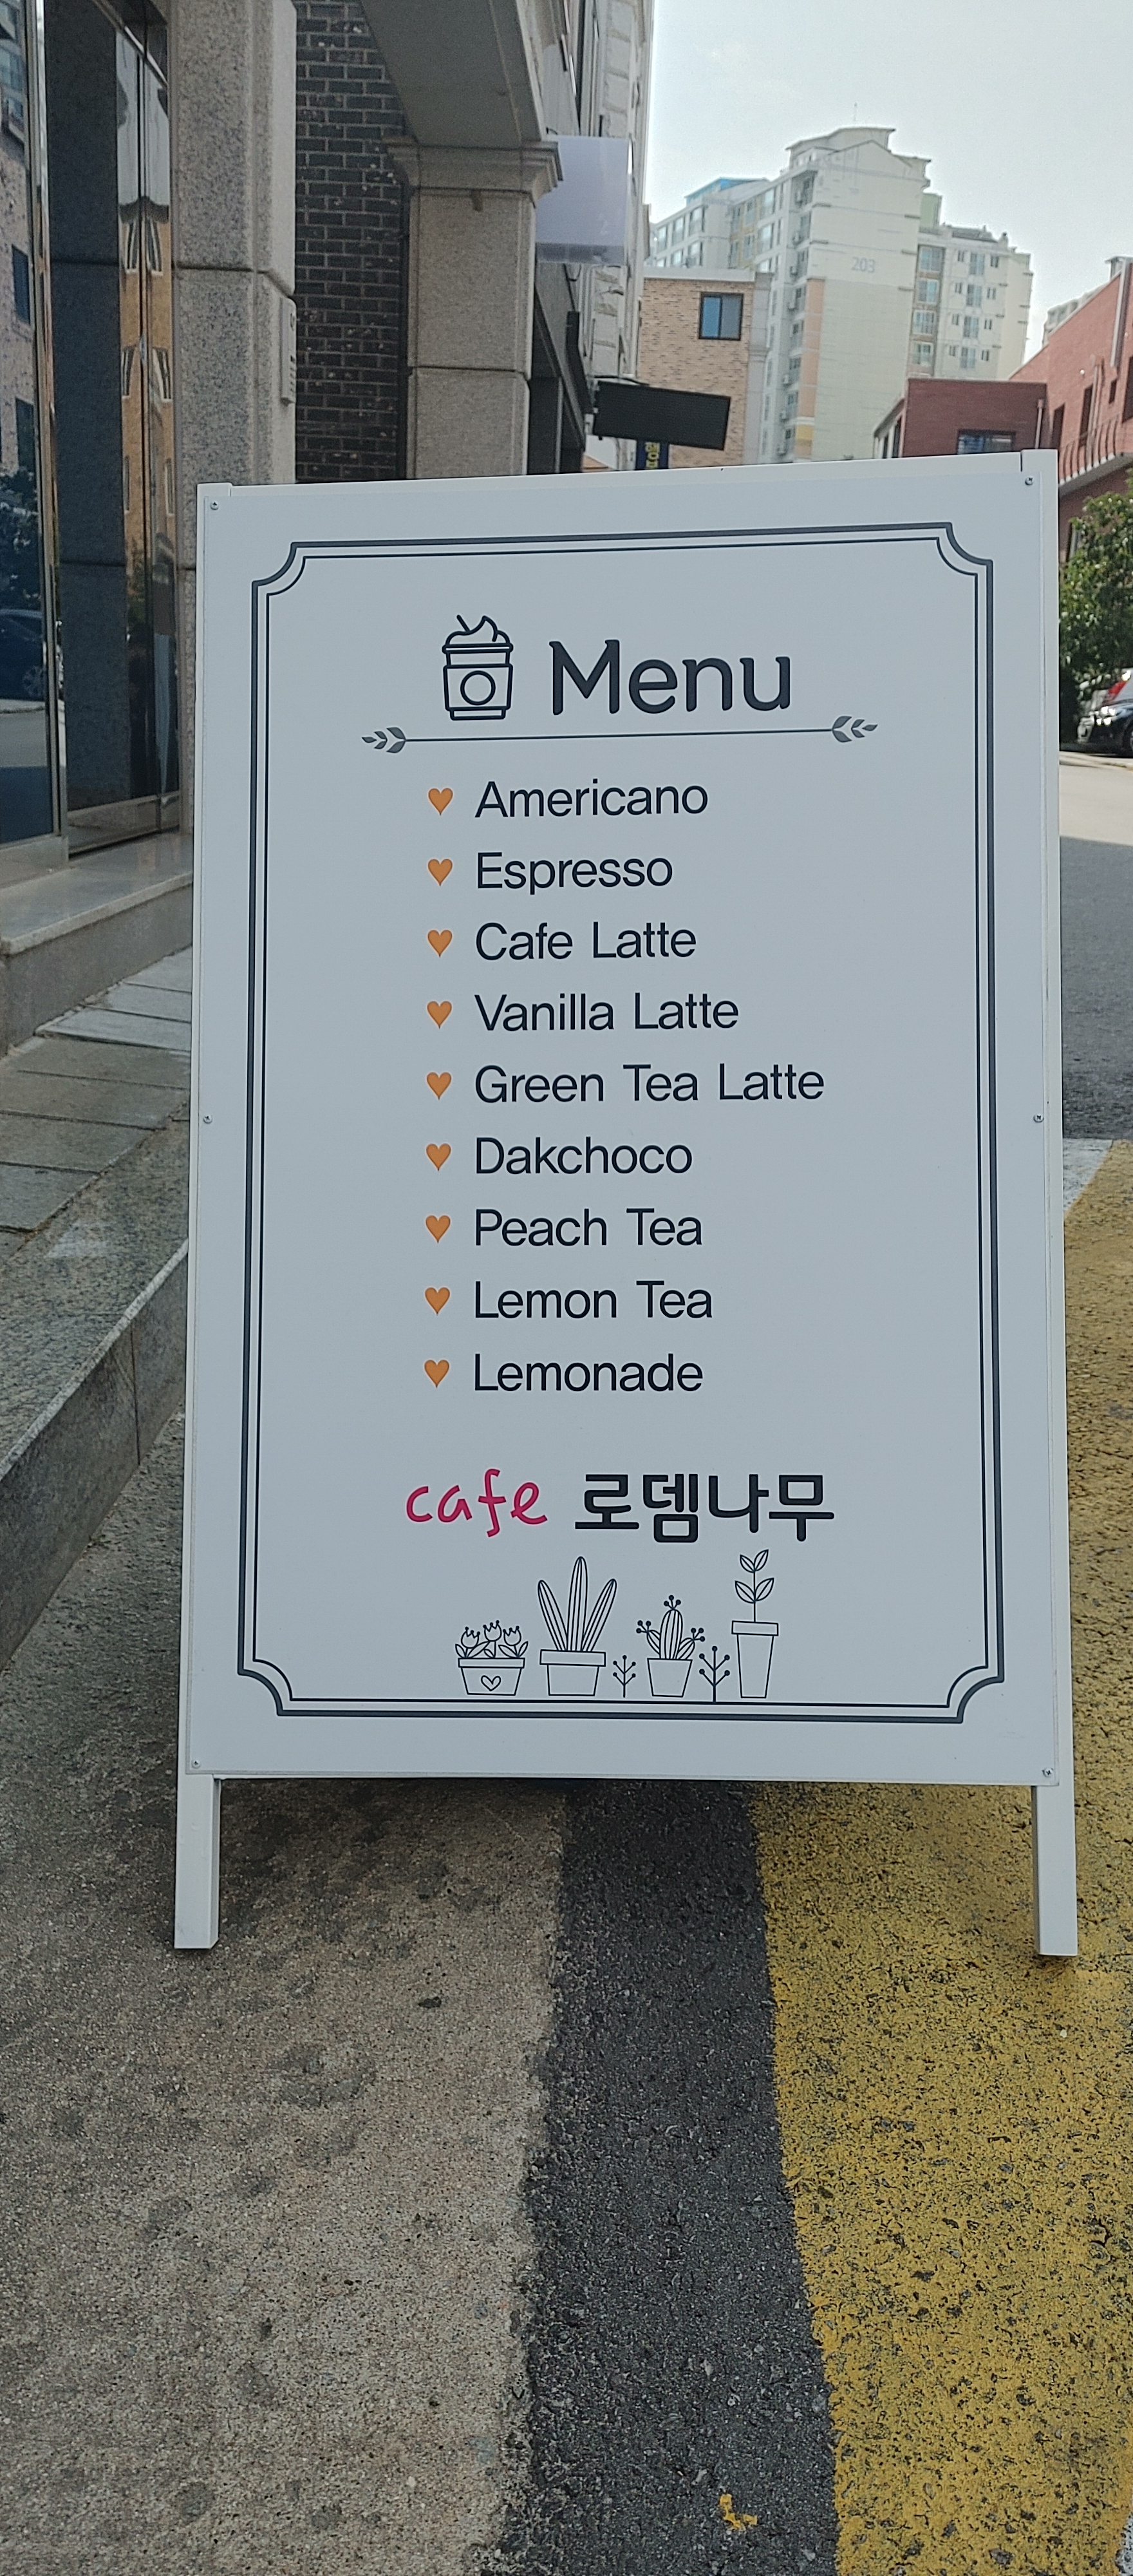 203
Menu
Americano
Espresso
Cafe Latte
Vanilla Latte
Green Tea Latte
Dakchoco
Peach Tea
Lemon Tea
Lemonade
cafe 로뎀나무